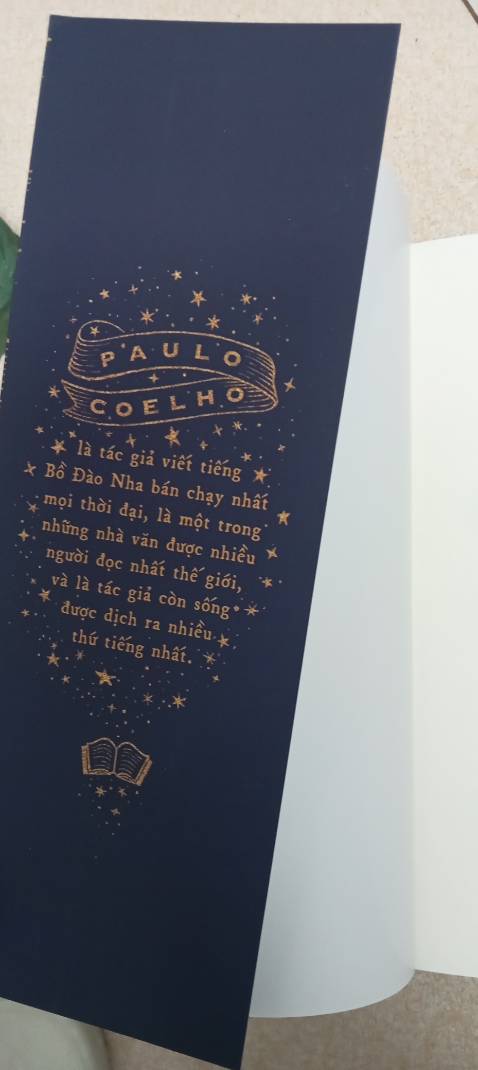 PAULO
COELHO
là tác giả viết tiếng
Bồ Đào Nha bán chạy nhất
mọi thời đại, là một trong
những nhà văn được nhiều
người đọc nhất thế giới,
và là tác giả còn sống
được dịch ra nhiều
thứ tiếng nhất.